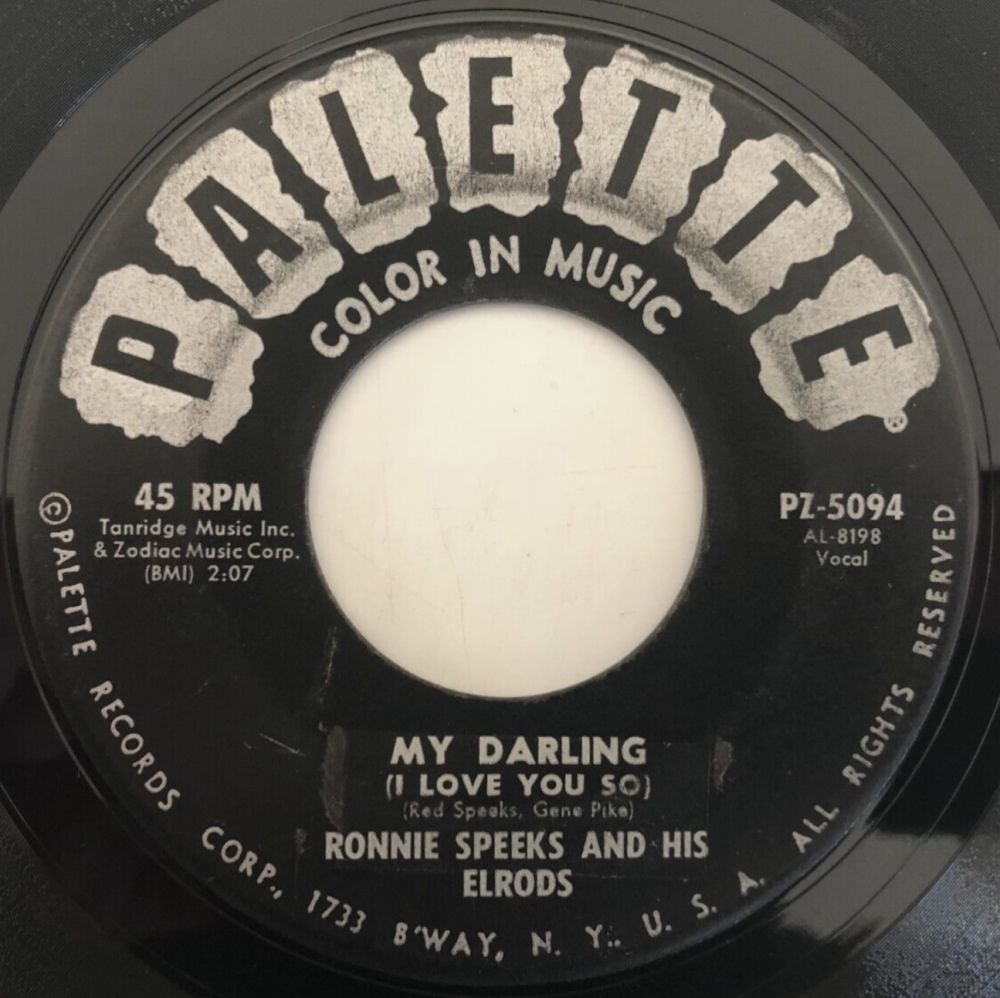 PALETTE
®
COLOR IN MUSIC
45 RPM
Tanridge Music Inc.
& Zodiac Music Corp.
(BMI) 2:07
PZ-5094
AL-8198
Vocal
MY DARLING
(I LOVE YOU SO)
(Red Speeks, Gene Pike)
RONNIE SPEEKS AND HIS
ELRODS
© PALETTE RECORDS CORP., 1733 B'WAY, N. Y.. U. S. A. ALL RIGHTS RESERVED